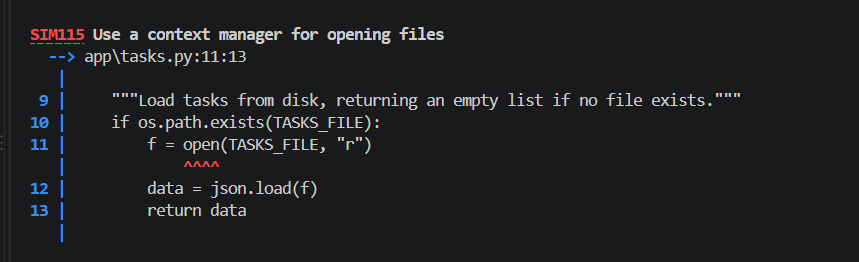 SIM115 Use a context manager for opening files
--> app\tasks.py:11:13
|
9 | """Load tasks from disk, returning an empty list if no file exists."""
10 | if os.path.exists(TASKS_FILE):
11 | f = open(TASKS_FILE, "r")
| ^^^^
12 | data = json.load(f)
13 | return data
|